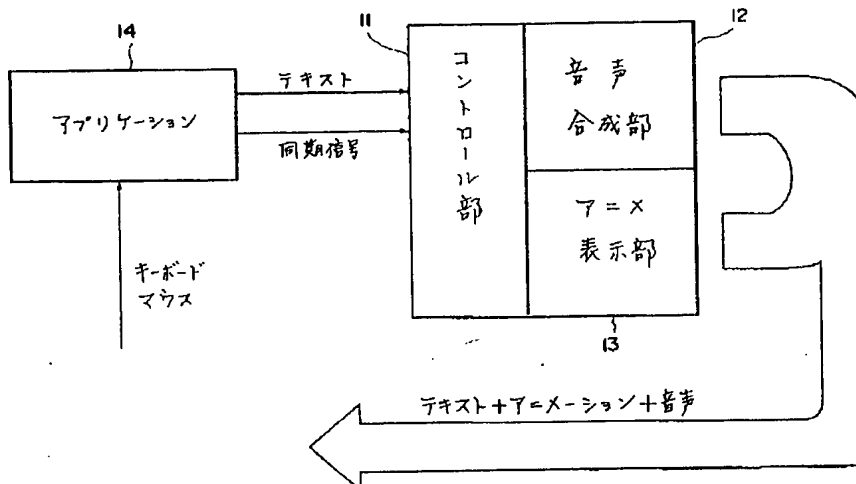 14
アプリケーション
テキスト
同期信号
キーボード
マウス
11
コントロール部
12
音声
合成部
アニメ
表示部
13
テキスト+アニメーション+音声